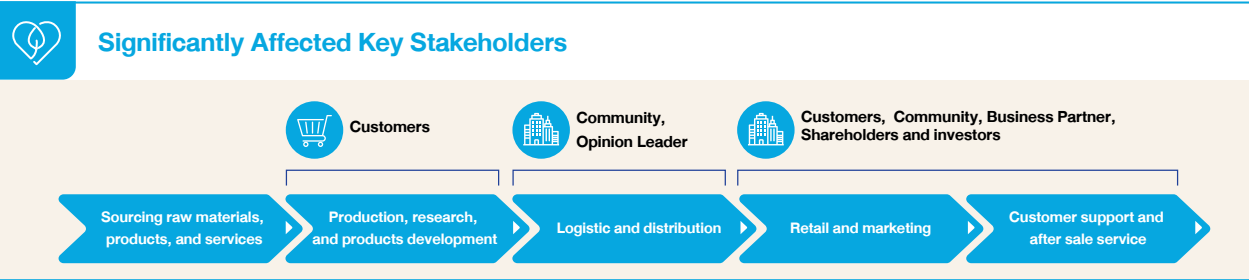 Significantly Affected Key Stakeholders
Customers
Community,
Opinion Leader
Customers, Community, Business Partner,
Shareholders and investors
Sourcing raw materials,
products, and services
Production, research,
and products development
Logistic and distribution
Retail and marketing
Customer support and
after sale service